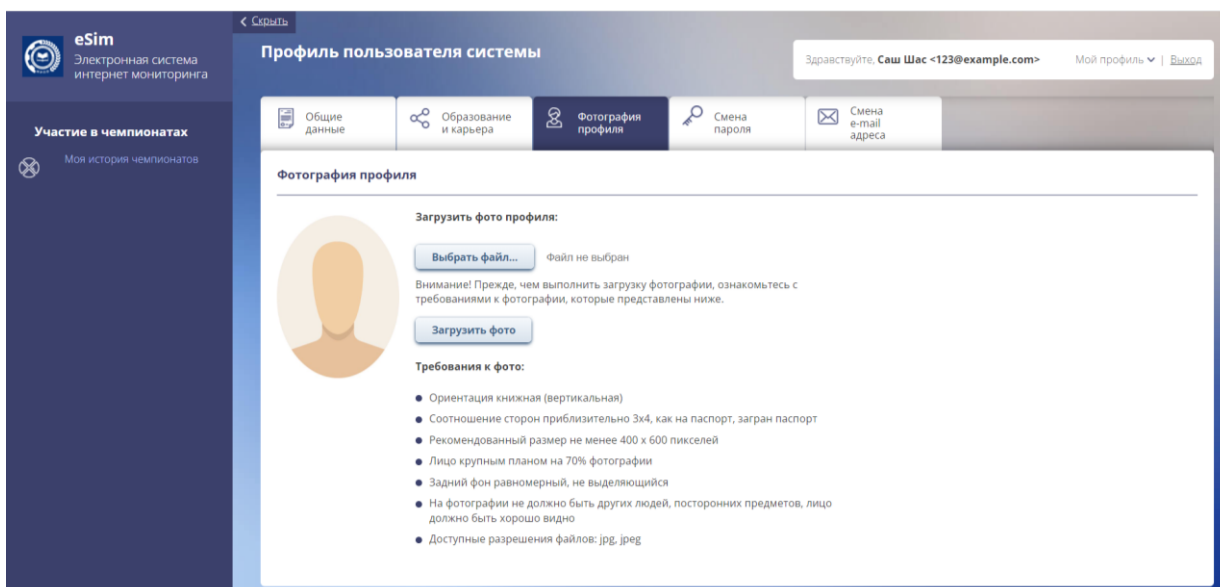 Скрыть
eSim
Электронная система
интернет мониторинга
Участие в чемпионатах
Моя история чемпионатов
Профиль пользователя системы
Здравствуйте, Саш Шас <123@example.com>
Мой профиль | Выход
Общие
данные
Образование
и карьера
Фотография
профиля
Смена
пароля
Смена
e-mail
адреса
Фотография профиля
Загрузить фото профиля:
Выбрать файл... Файл не выбран
Внимание! Прежде, чем выполнить загрузку фотографии, ознакомьтесь с
требованиями к фотографии, которые представлены ниже.
Загрузить фото
Требования к фото:
Ориентация книжная (вертикальная)
Соотношение сторон приблизительно 3х4, как на паспорт, загран паспорт
Рекомендованный размер не менее 400 х 600 пикселей
Лицо крупным планом на 70% фотографии
Задний фон равномерный, не выделяющийся
На фотографии не должно быть других людей, посторонних предметов, лицо
должно быть хорошо видно
Доступные разрешения файлов: jpg, jpeg